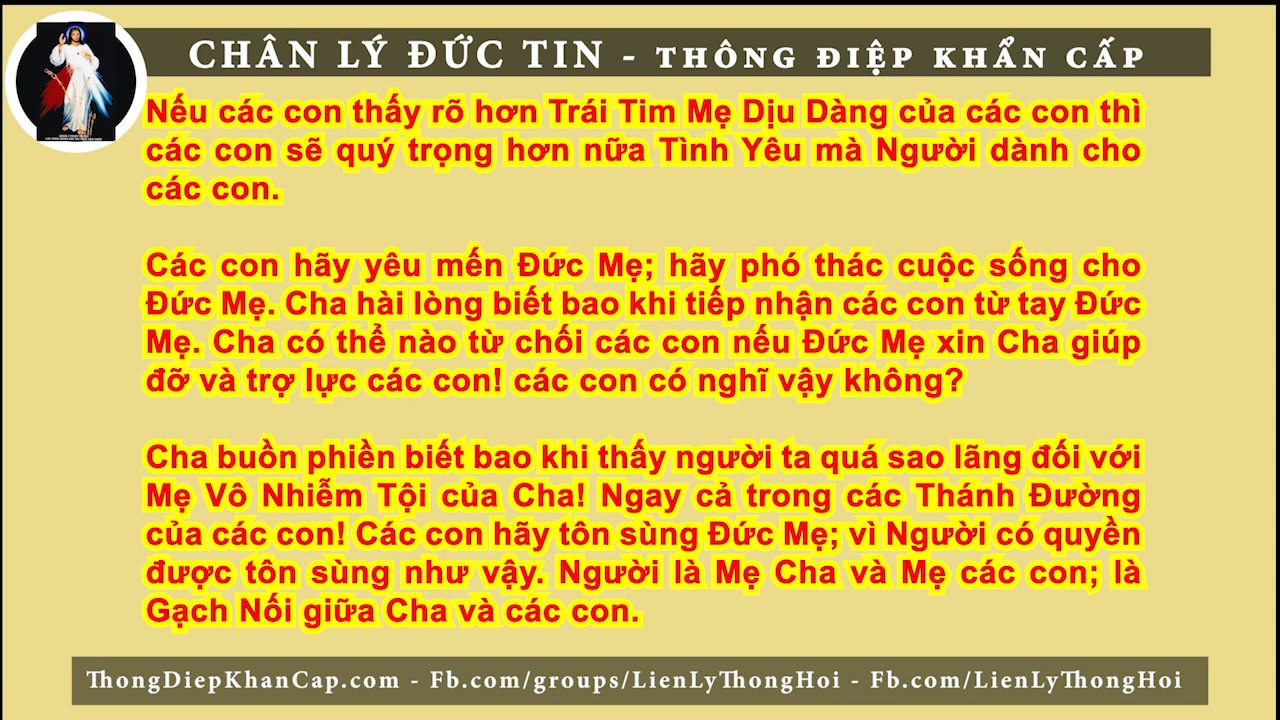 CHÂN LÝ ĐỨC TIN - THÔNG ĐIỆP KHẨN CẤP
Nếu các con thấy rõ hơn Trái Tim Mẹ Dịu Dàng của các con thì
các con sẽ quý trọng hơn nữa Tình Yêu mà Người dành cho
các con.
Các con hãy yêu mến Đức Mẹ; hãy phó thác cuộc sống cho
Đức Mẹ. Cha hài lòng biết bao khi tiếp nhận các con từ tay Đức
Mẹ. Cha có thể nào từ chối các con nếu Đức Mẹ xin Cha giúp
đỡ và trợ lực các con! các con có nghĩ vậy không?
Cha buồn phiền biết bao khi thấy người ta quá sao lãng đối với
Mẹ Vô Nhiễm Tội của Cha! Ngay cả trong các Thánh Đường
của các con! Các con hãy tôn sùng Đức Mẹ; vì Người có quyền
được tôn sùng như vậy. Người là Mẹ Cha và Mẹ các con; là
Gạch Nối giữa Cha và các con.
ThongDiepKhanCap.com - Fb.com/groups/LienLyThongHoi - Fb.com/LienLyThongHoi